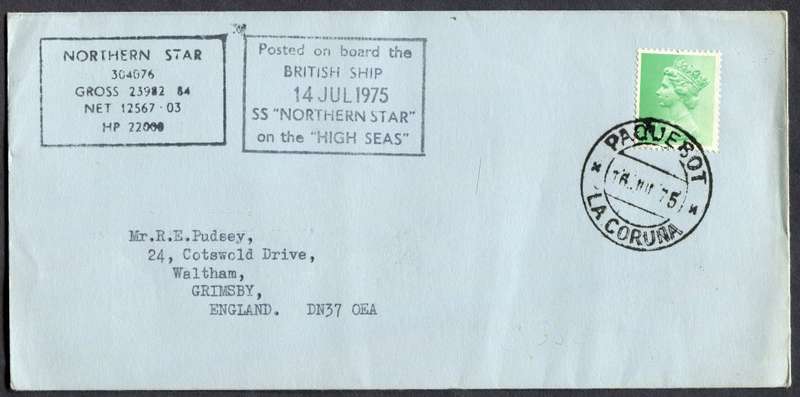 NORTHERN STAR
304076
GROSS 23982 84
NET 12567·03
HP 22000
Posted on board the
BRITISH SHIP
14 JUL 1975
SS "NORTHERN STAR"
on the "HIGH SEAS"
PAQUEBOT
LA CORUÑA
Mr.R.E.Pudsey,
24, Cotswold Drive,
Waltham,
GRIMSBY,
ENGLAND. DN37 OEA